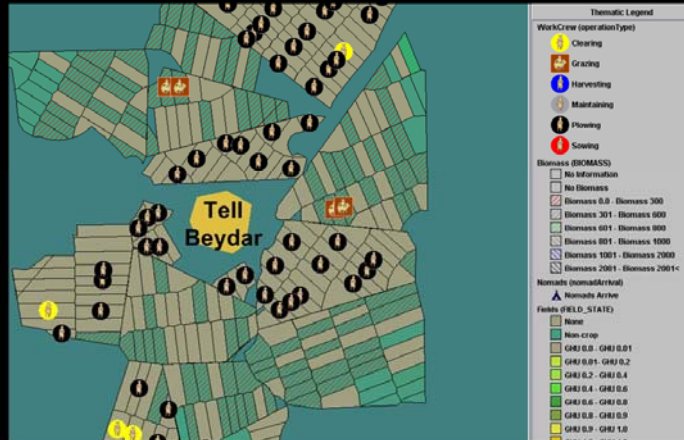 Thematic Legend
WorkCrew (operationType)
Clearing
Grazing
Harvesting
Maintaining
Plowing
Sowing
Biomass (BIOMASS)
No Information
No Biomass
Biomass 0.0 - Biomass 300
Biomass 301 - Biomass 600
Biomass 601 - Biomass 800
Biomass 801 - Biomass 1000
Biomass 1001 - Biomass 2000
Biomass 2001 - Biomass 2001<
Nomads (nomadArrival)
Nomads Arrive
Fields (FIELD_STATE)
None
Non-crop
GHU 0.0 - GHU 0.01
GHU 0.01- GHU 0.2
GHU 0.2 - GHU 0.4
GHU 0.4 - GHU 0.6
GHU 0.6 - GHU 0.8
GHU 0.8 - GHU 0.9
GHU 0.9 - GHU 1.0
Tell
Beydar